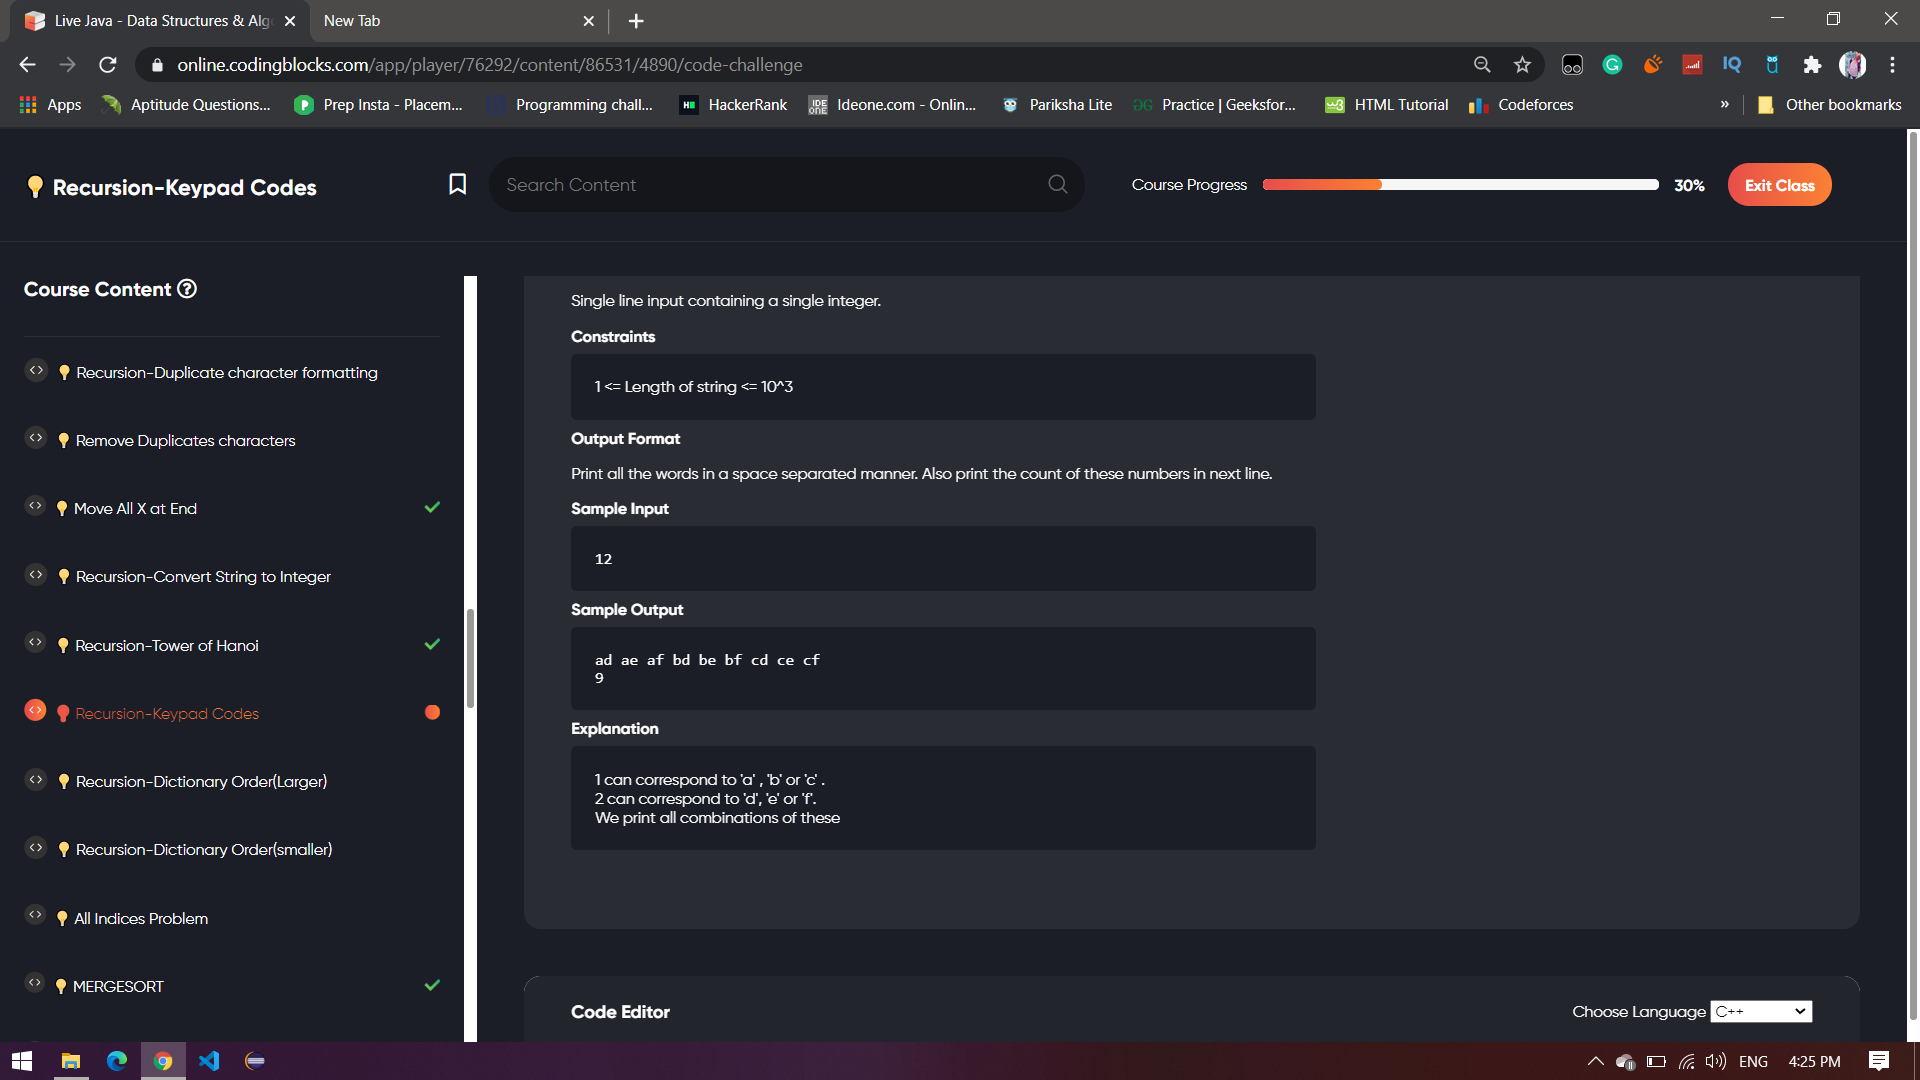 Live Java - Data Structures & Algo
New Tab
online.codingblocks.com/app/player/76292/content/86531/4890/code-challenge
Apps
Aptitude Questions...
Prep Insta - Placem...
Programming chall...
HackerRank
Ideone.com - Onlin...
Pariksha Lite
Practice | Geeksfor...
HTML Tutorial
Codeforces
»
Other bookmarks
Recursion-Keypad Codes
Search Content
Course Progress
30%
Exit Class
Course Content
Recursion-Duplicate character formatting
Remove Duplicates characters
Move All X at End
Recursion-Convert String to Integer
Recursion-Tower of Hanoi
Recursion-Keypad Codes
Recursion-Dictionary Order(Larger)
Recursion-Dictionary Order(smaller)
All Indices Problem
MERGESORT
Single line input containing a single integer.
Constraints
1 <= Length of string <= 10^3
Output Format
Print all the words in a space separated manner. Also print the count of these numbers in next line.
Sample Input
12
Sample Output
ad ae af bd be bf cd ce cf
9
Explanation
1 can correspond to 'a' , 'b' or 'c' .
2 can correspond to 'd', 'e' or 'f'.
We print all combinations of these
Code Editor
Choose Language C++
ENG
4:25 PM